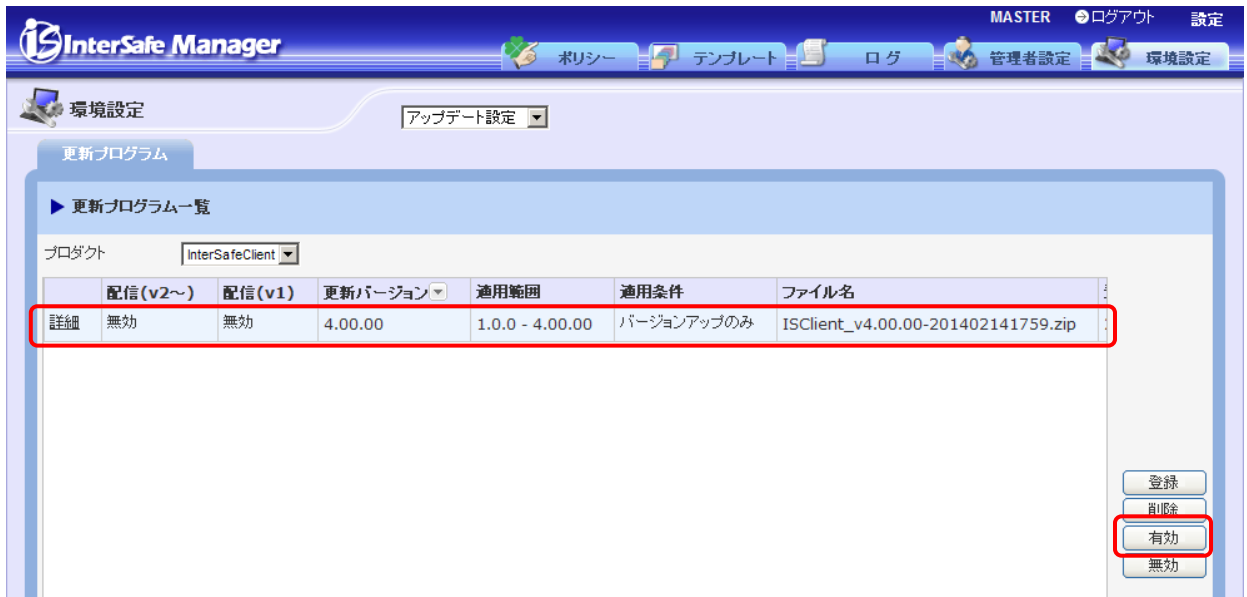 MASTER ログアウト 設定
InterSafe Manager
ポリシー テンプレート ログ 管理者設定 環境設定
環境設定
アップデート設定
更新プログラム
更新プログラム一覧
プロダクト InterSafeClient
配信(v2～) 配信(v1) 更新バージョン 適用範囲 適用条件 ファイル名
詳細 無効 無効 4.00.00 1.0.0 - 4.00.00 バージョンアップのみ ISClient_v4.00.00-201402141759.zip
登録
削除
有効
無効